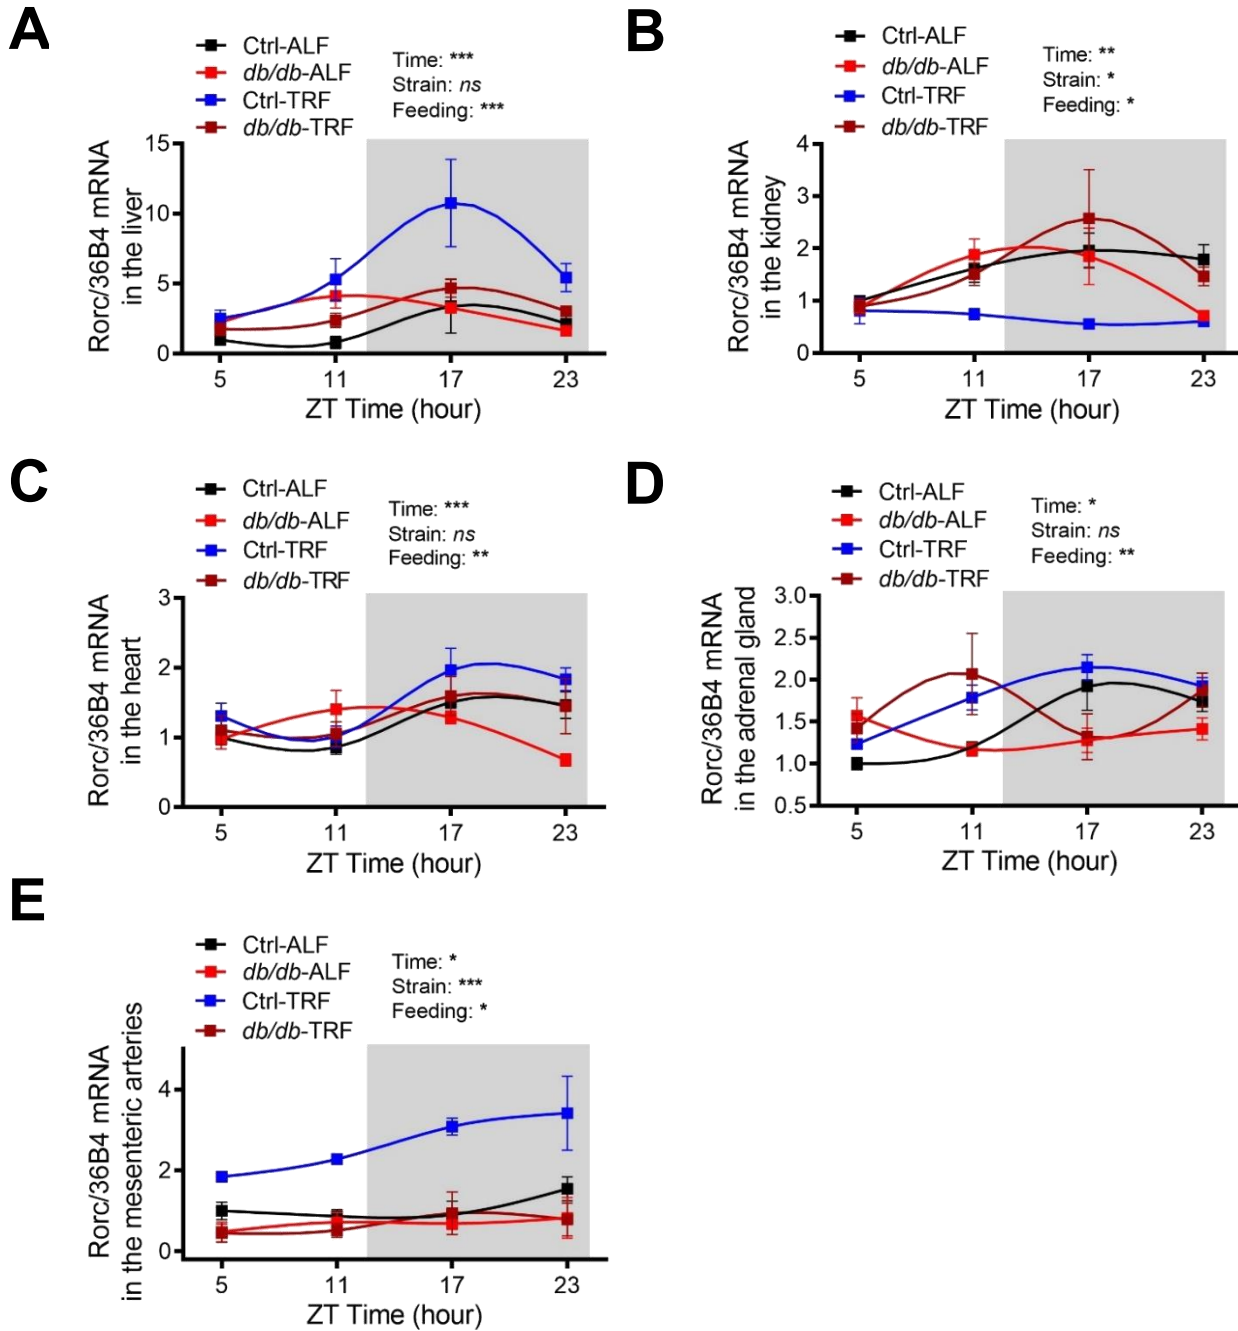 A
Ctrl-ALF
db/db-ALF
Ctrl-TRF
db/db-TRF
Time: ***
Strain: ns
Feeding: ***
Rorc/36B4 mRNA
in the liver
15
10
5
0
5 11 17 23
ZT Time (hour)
B
Ctrl-ALF
db/db-ALF
Ctrl-TRF
db/db-TRF
Time: **
Strain: *
Feeding: *
Rorc/36B4 mRNA
in the kidney
4
3
2
1
0
5 11 17 23
ZT Time (hour)
C
Ctrl-ALF
db/db-ALF
Ctrl-TRF
db/db-TRF
Time: ***
Strain: ns
Feeding: **
Rorc/36B4 mRNA
in the heart
3
2
1
0
5 11 17 23
ZT Time (hour)
D
Ctrl-ALF
db/db-ALF
Ctrl-TRF
db/db-TRF
Time: *
Strain: ns
Feeding: **
Rorc/36B4 mRNA
in the adrenal gland
3.0
2.5
2.0
1.5
1.0
0.5
5 11 17 23
ZT Time (hour)
E
Ctrl-ALF
db/db-ALF
Ctrl-TRF
db/db-TRF
Time: *
Strain: ***
Feeding: *
Rorc/36B4 mRNA
in the mesenteric arteries
4
2
0
5 11 17 23
ZT Time (hour)